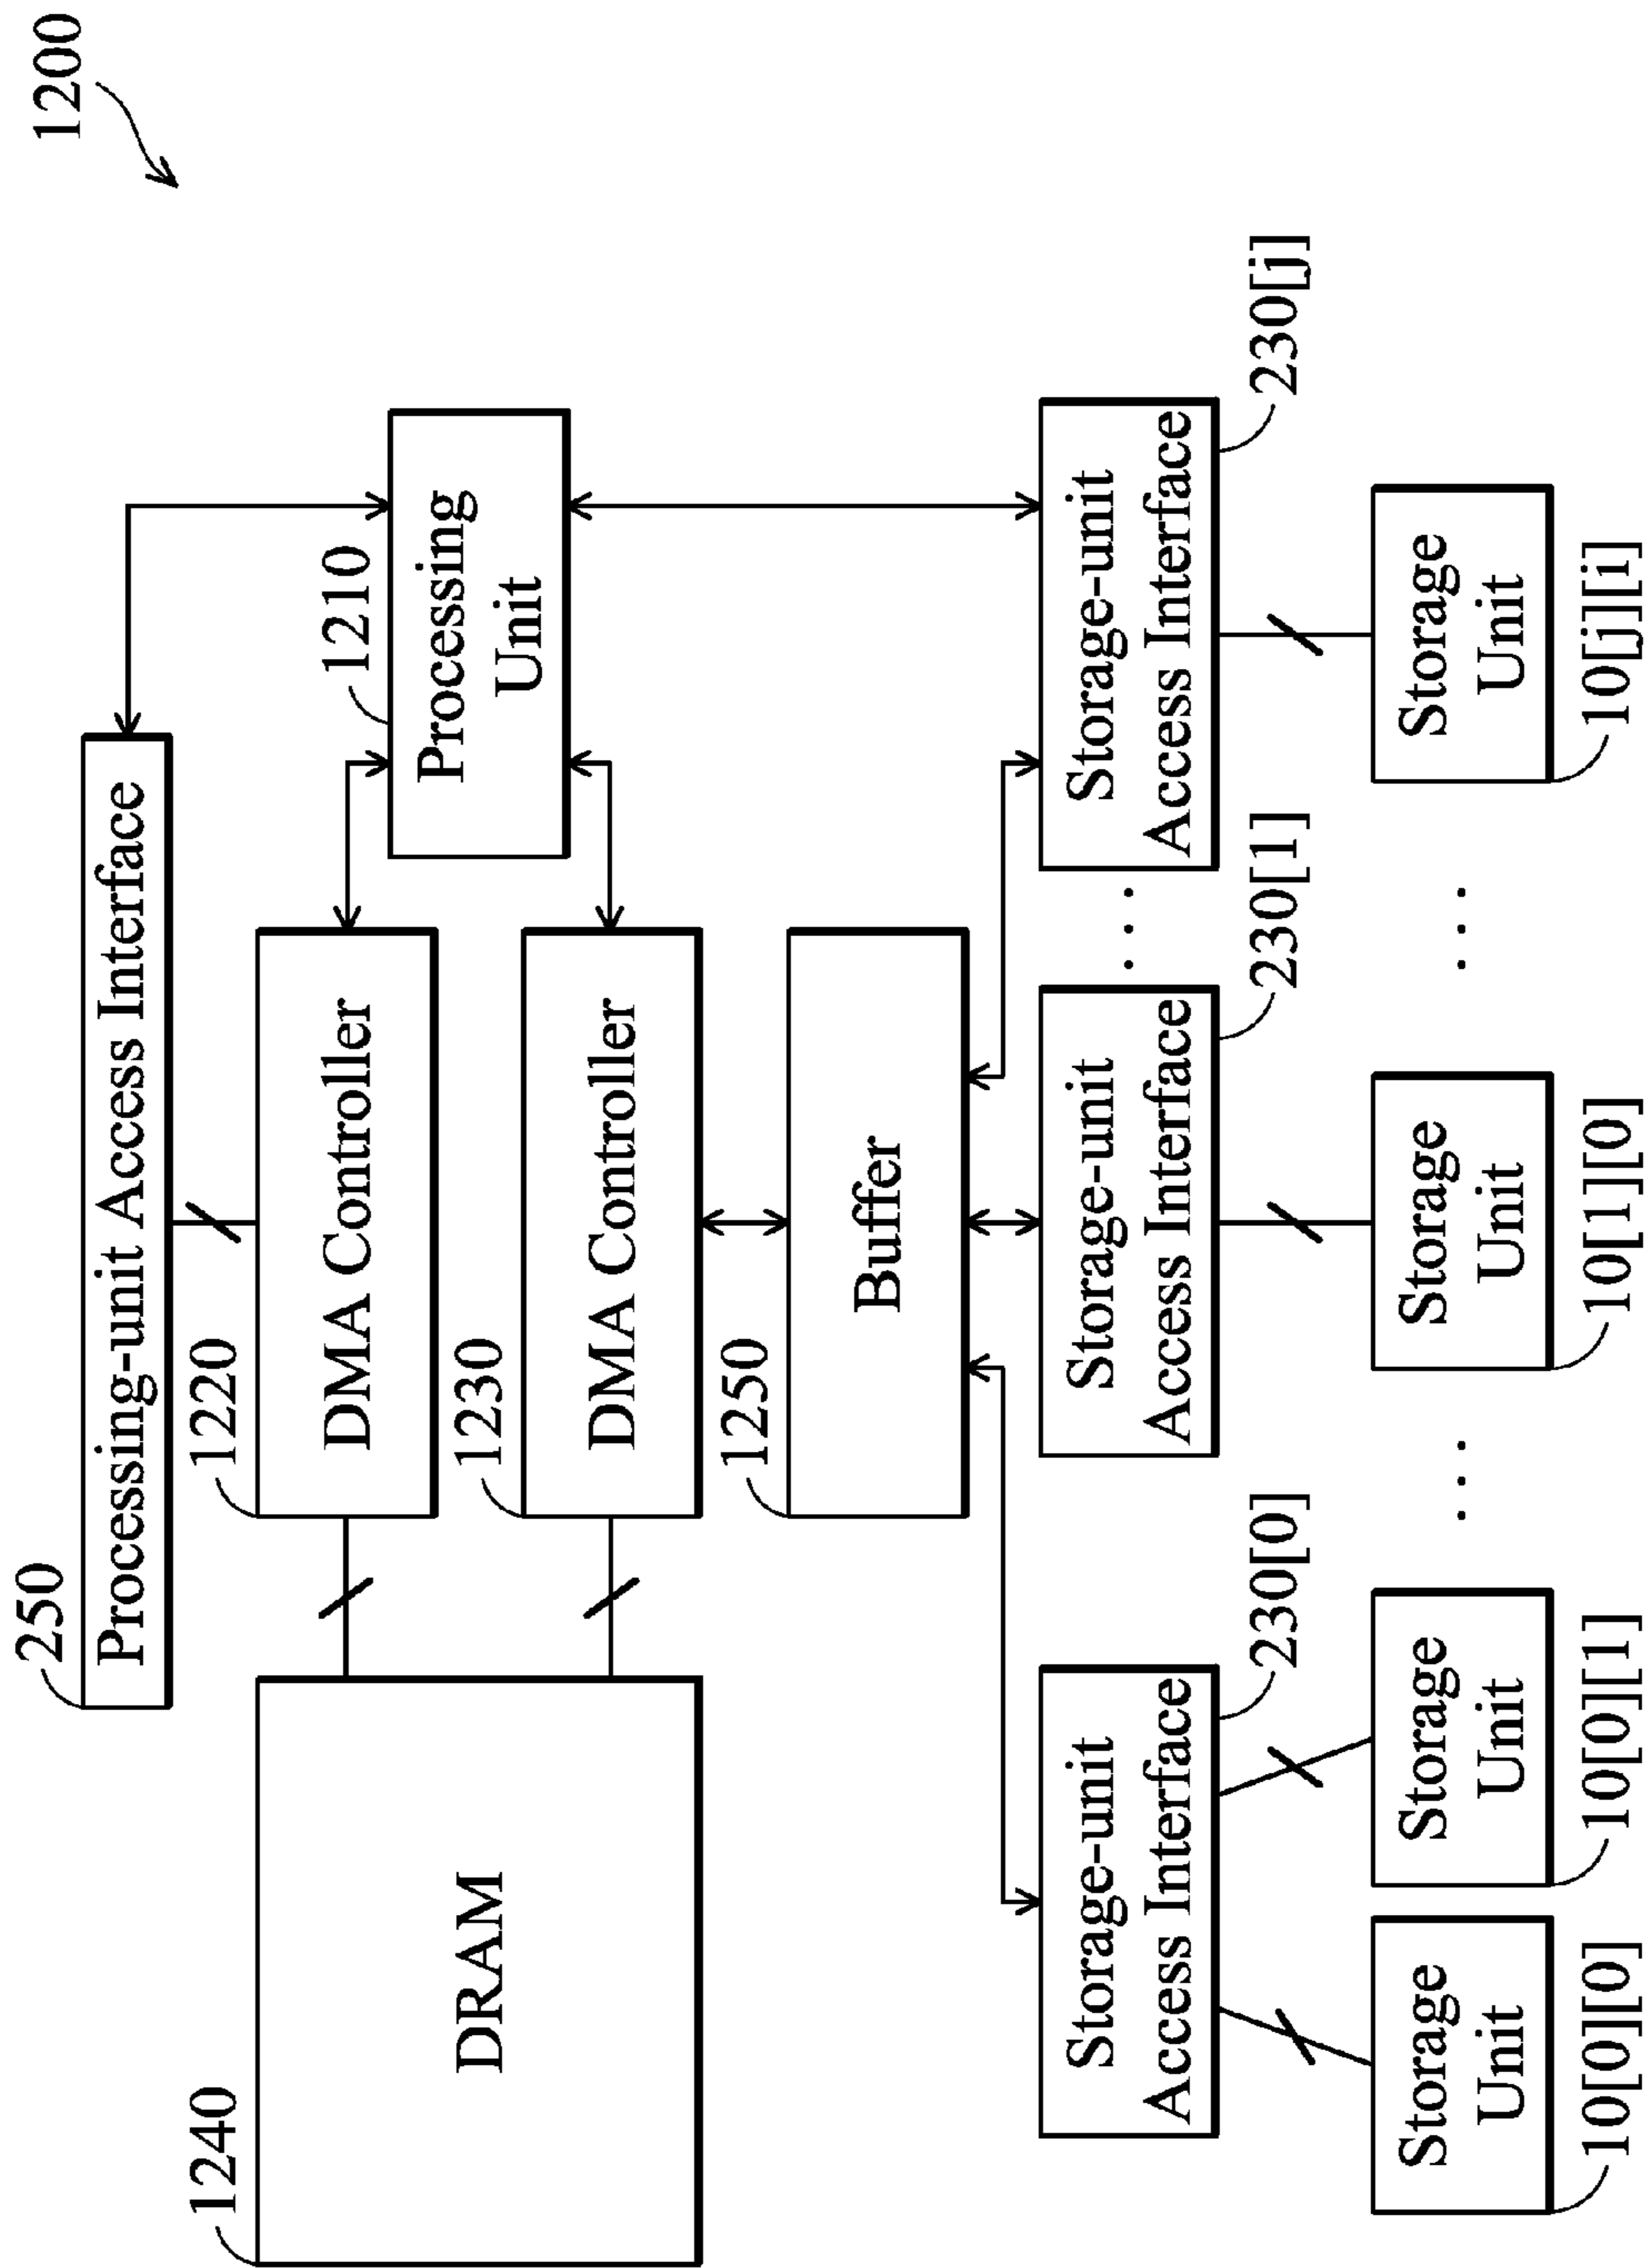 1200
250
Processing-unit Access Interface
1240
DRAM
1220
DMA Controller
1210
Processing
Unit
1230
DMA Controller
1250
Buffer
Storage-unit
Access Interface
230[0]
Storage-unit
Access Interface
230[1]
. . .
Storage-unit
Access Interface
230[j]
Storage
Unit
10[0][0]
Storage
Unit
10[0][1]
. . .
Storage
Unit
10[1][0]
. . .
Storage
Unit
10[j][i]